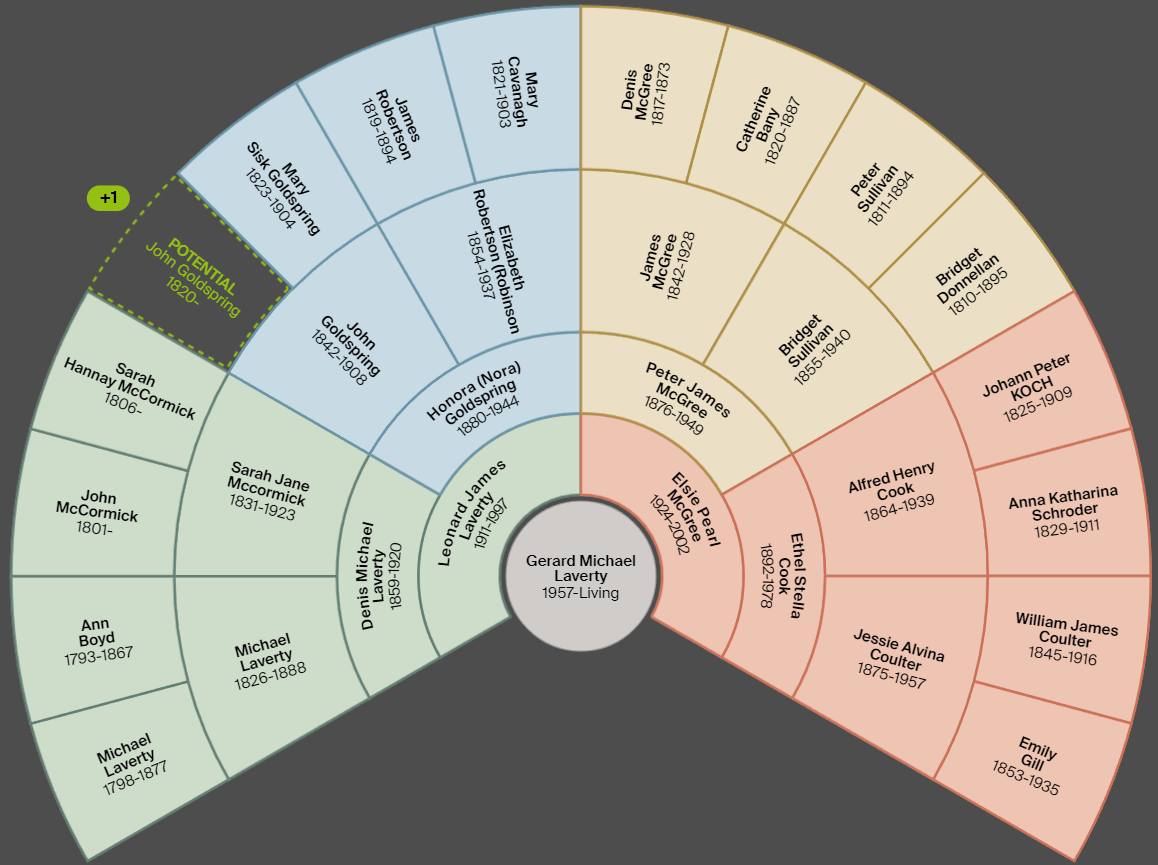 Gerard Michael
Laverty
1957-Living
Leonard James
Laverty
1911-1997
Elsie Pearl
McGree
1924-2002
Denis Michael
Laverty
1859-1920
Honora (Nora)
Goldspring
1880-1944
Peter James
McGree
1876-1949
Ethel Stella
Cook
1892-1978
Michael
Laverty
1826-1888
Sarah Jane
Mccormick
1831-1923
John
Goldspring
1842-1908
Elizabeth
Robertson (Robinson
1854-1937
James
McGree
1842-1928
Bridget
Sullivan
1855-1940
Alfred Henry
Cook
1864-1939
Jessie Alvina
Coulter
1875-1957
Michael
Laverty
1798-1877
Ann
Boyd
1793-1867
John
McCormick
1801-
Sarah
Hannay McCormick
1806-
+1
POTENTIAL
John Goldspring
1820-
Mary
Sisk Goldspring
1823-1904
James
Robertson
1819-1894
Mary
Cavanagh
1821-1903
Denis
McGree
1817-1873
Catherine
Bany
1820-1887
Peter
Sullivan
1811-1894
Bridget
Donnellan
1810-1895
Johann Peter
KOCH
1825-1909
Anna Katharina
Schroder
1829-1911
William James
Coulter
1845-1916
Emily
Gill
1853-1935